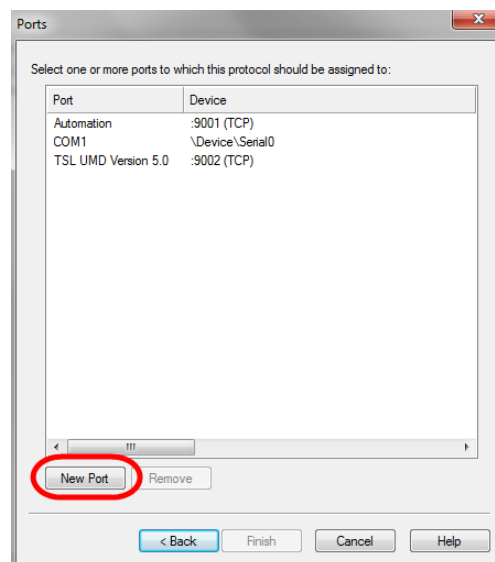 Ports
Select one or more ports to which this protocol should be assigned to:
Port Device
Automation :9001 (TCP)
COM1 \Device\Serial0
TSL UMD Version 5.0 :9002 (TCP)
New Port Remove
< Back Finish Cancel Help